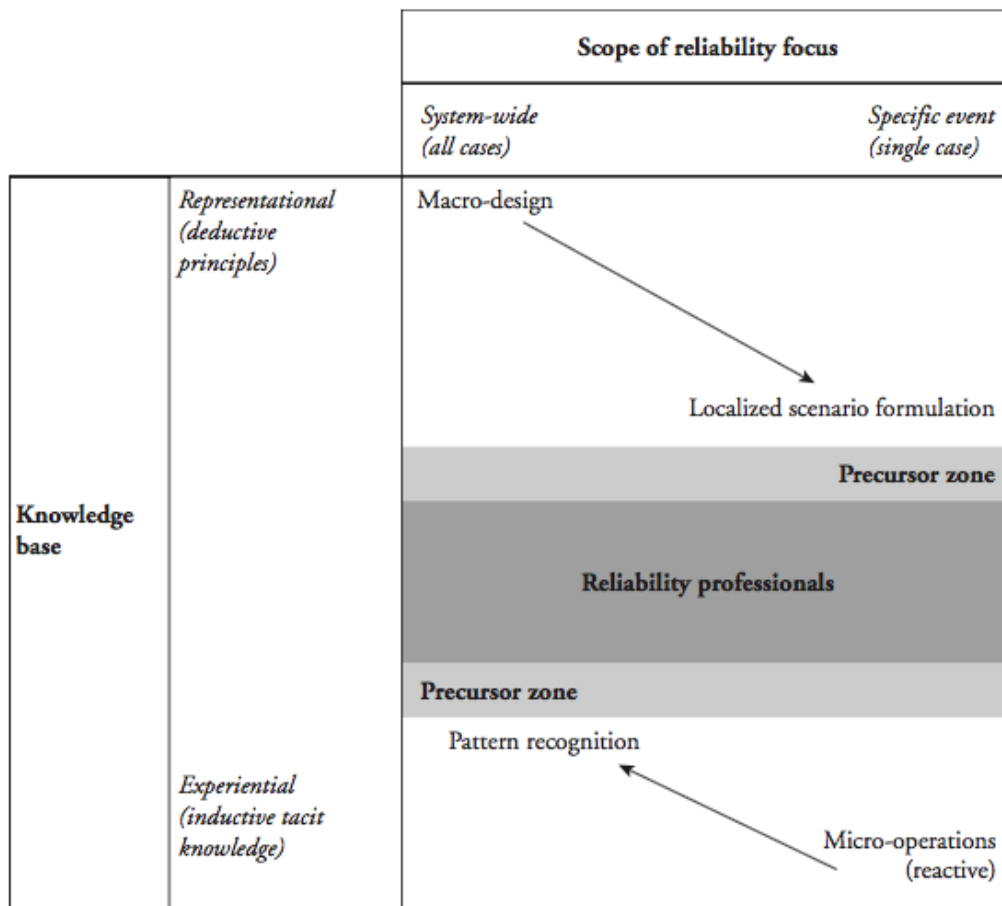 Scope of reliability focus
System-wide
(all cases)
Specific event
(single case)
Representational
(deductive
principles)
Macro-design
Localized scenario formulation
Precursor zone
Knowledge
base
Reliability professionals
Precursor zone
Pattern recognition
Experiential
(inductive tacit
knowledge)
Micro-operations
(reactive)